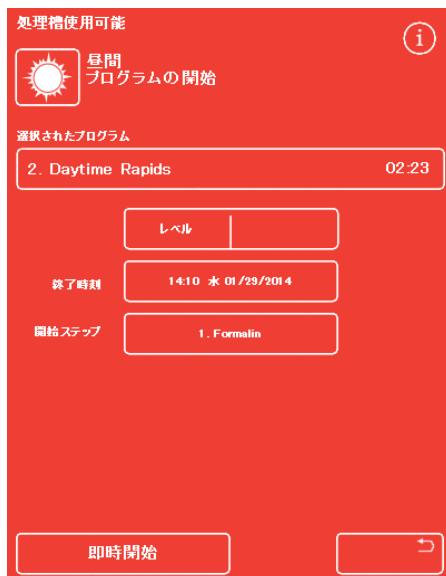 処理槽使用可能
i
昼間
プログラムの開始
選択されたプログラム
2. Daytime Rapids 02:23
レベル
終了時刻 14:10 水 01/29/2014
開始ステップ 1. Formalin
即時開始